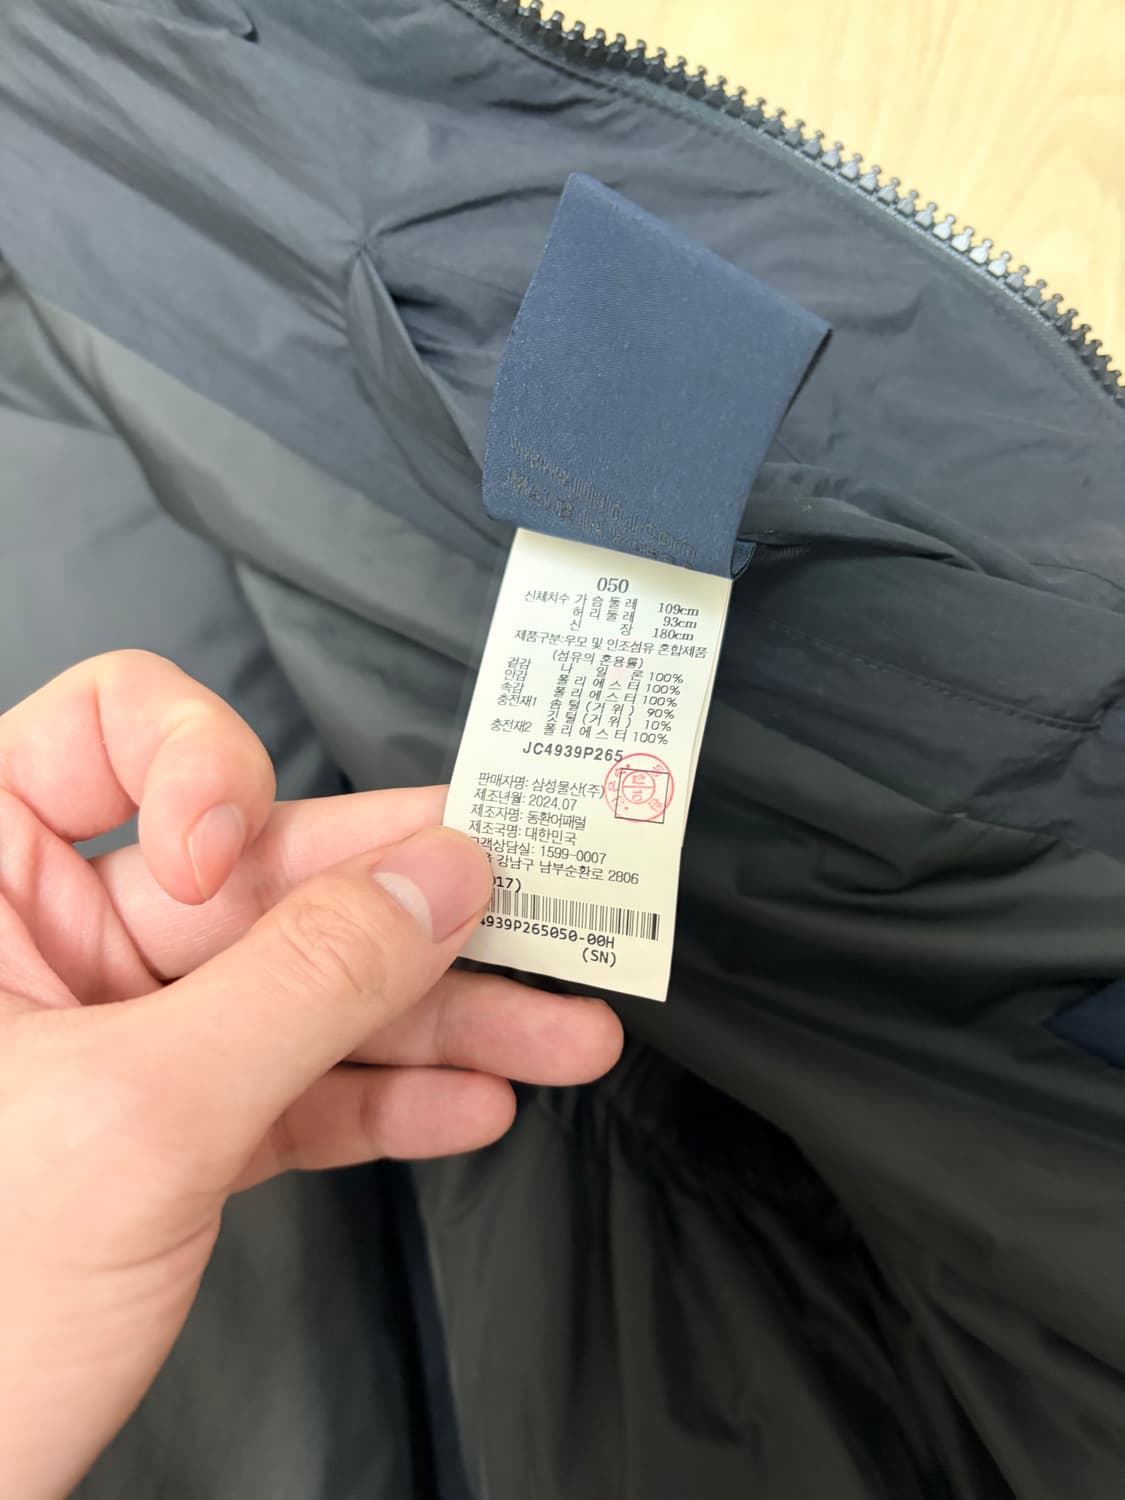 050
신체치수 가슴둘레 109cm
허리둘레 93cm
신장 180cm
제품구분:우모 및 인조섬유 혼합제품
(섬유의 혼용률)
겉감 나일론 100%
안감 폴리에스터 100%
속감 폴리에스터 100%
충전재1 솜털(거위) 90%
깃털(거위) 10%
충전재2 폴리에스터 100%
JC4939P265
판매자명: 삼성물산(주)
제조년월: 2024.07
제조자명: 동환어패럴
제조국명: 대한민국
고객상담실: 1599-0007
강남구 남부순환로 2806
017)
4939P265050-00H
(SN)